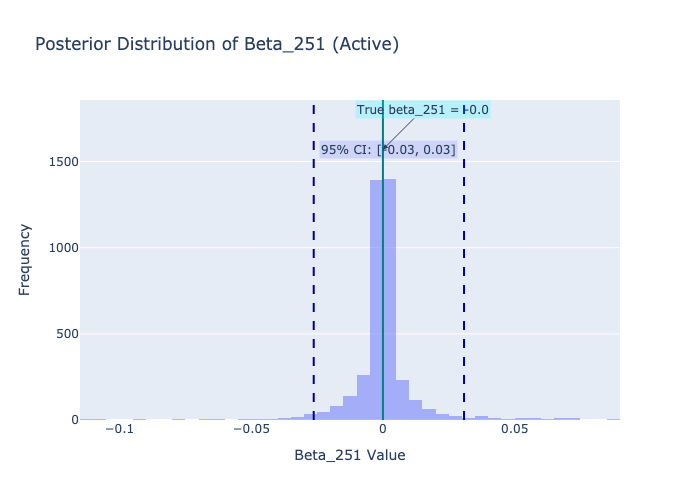 Posterior Distribution of Beta_251 (Active)
True beta_251 = -0.0
95% CI: [-0.03, 0.03]
1500
1000
500
0
Frequency
−0.1
−0.05
0
0.05
Beta_251 Value